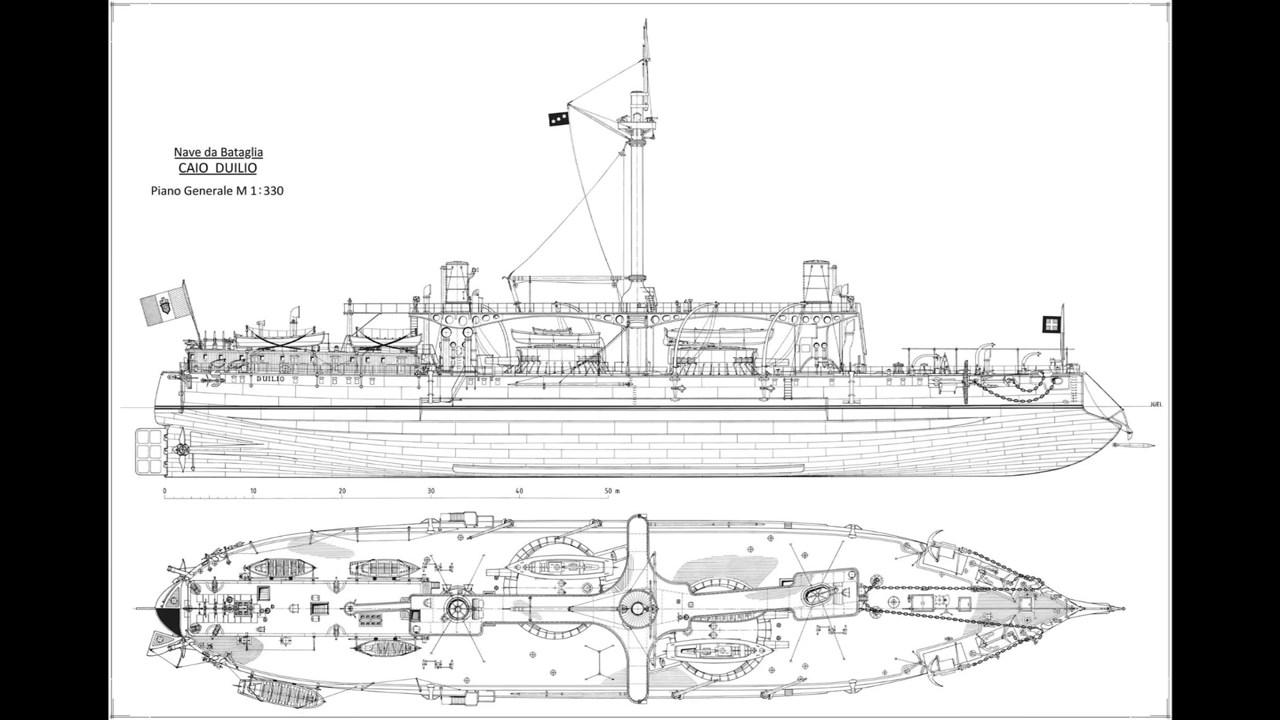 Nave da Bataglia
CAIO DUILIO
Piano Generale M 1:330
DUILIO
0 10 20 30 40 50 m